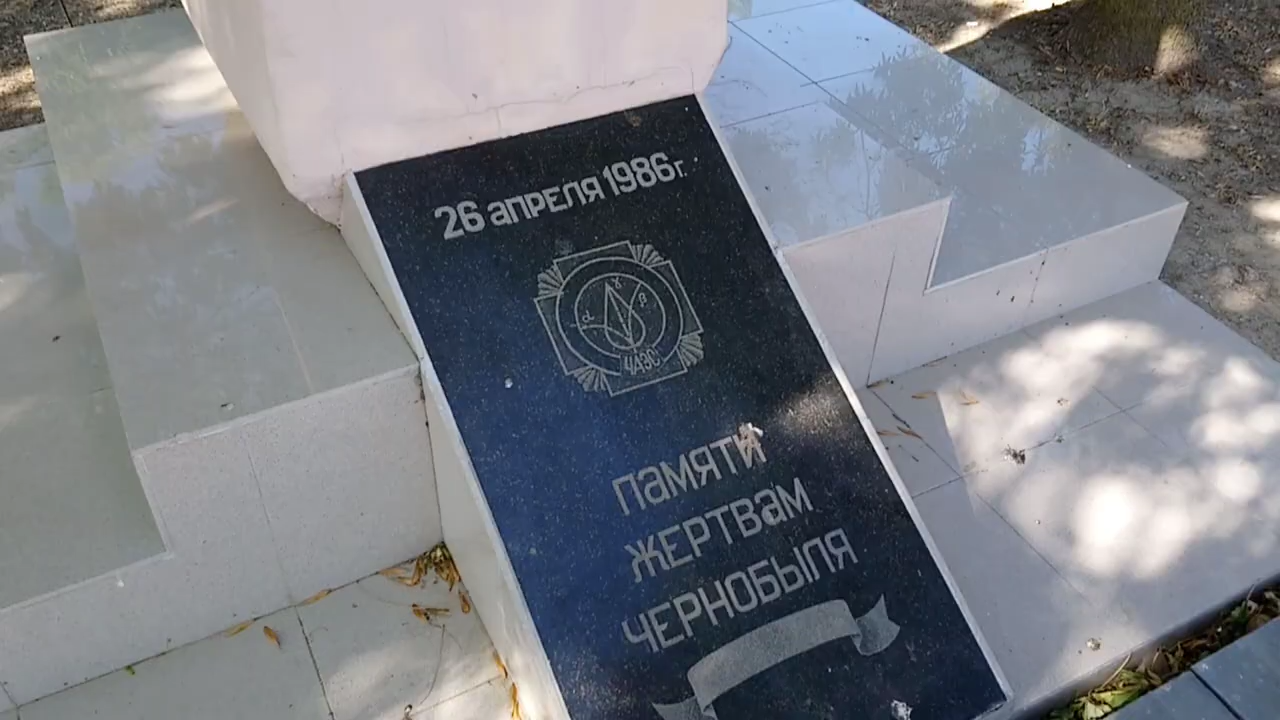 26 апреля 1986г.
γ
α β
ЧАЭС
ПАМЯТИ
ЖЕРТВАМ
ЧЕРНОБЫЛЯ